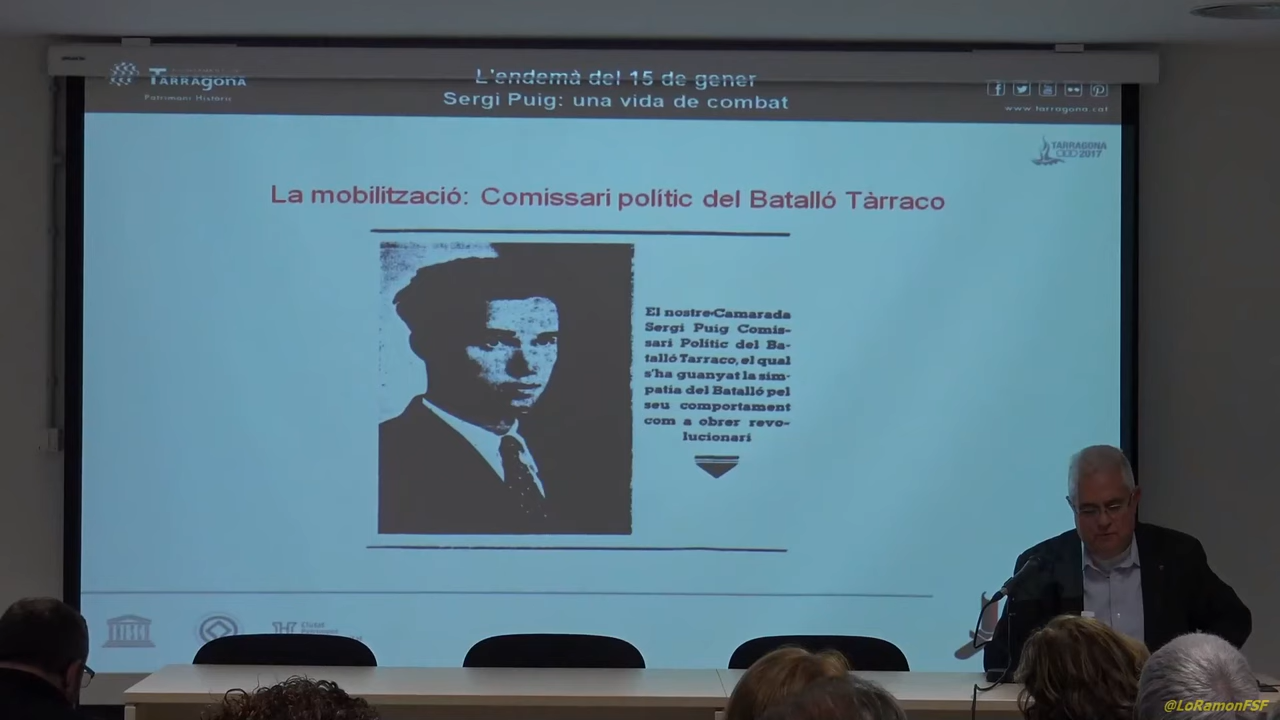 TARRAGONA
Patrimoni Històric
L'endemà del 15 de gener
Sergi Puig: una vida de combat
www.tarragona.cat
TARRAGONA
2017
La mobilització: Comissari polític del Batalló Tàrraco
El nostre Camarada
Sergi Puig Comis-
sari Polític del Ba-
talló Tarraco, el qual
s'ha guanyat la sim-
patia del Batalló pel
seu comportament
com a obrer revo-
lucionari
@LoRamonFSF